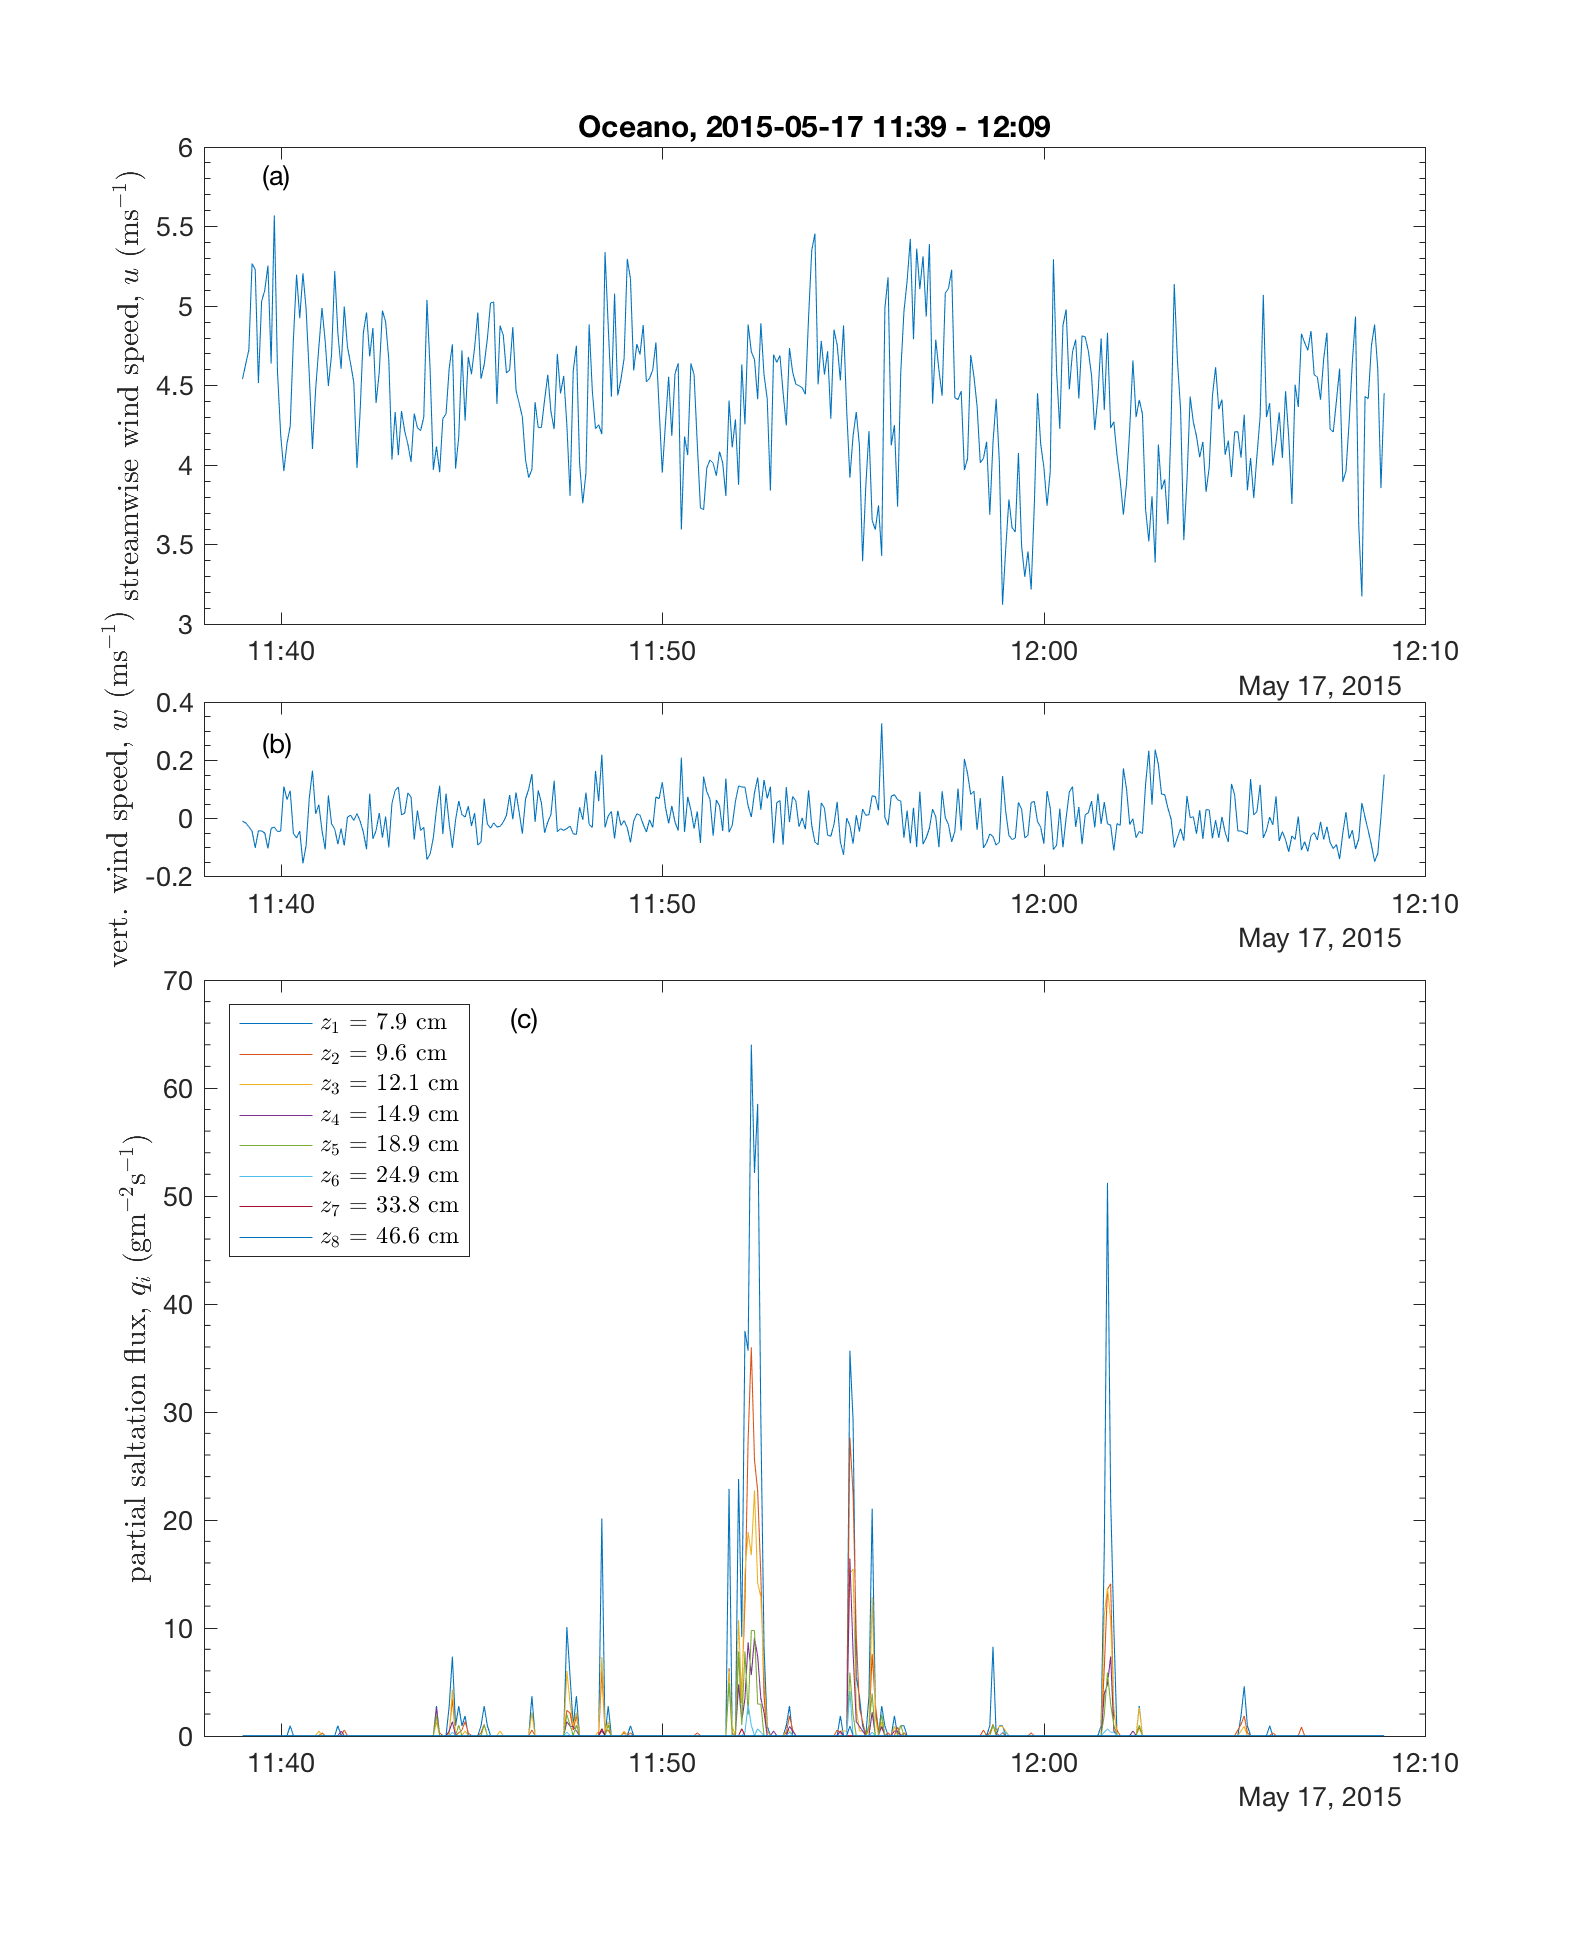 Oceano, 2015-05-17 11:39 - 12:09
(a)
streamwise wind speed, u (ms⁻¹)
6
5.5
5
4.5
4
3.5
3
11:40 11:50 12:00 12:10
May 17, 2015
(b)
vert. wind speed, w (ms⁻¹)
0.4
0.2
0
-0.2
11:40 11:50 12:00 12:10
May 17, 2015
(c)
partial saltation flux, qᵢ (gm⁻²s⁻¹)
70
60
50
40
30
20
10
0
z₁ = 7.9 cm
z₂ = 9.6 cm
z₃ = 12.1 cm
z₄ = 14.9 cm
z₅ = 18.9 cm
z₆ = 24.9 cm
z₇ = 33.8 cm
z₈ = 46.6 cm
11:40 11:50 12:00 12:10
May 17, 2015